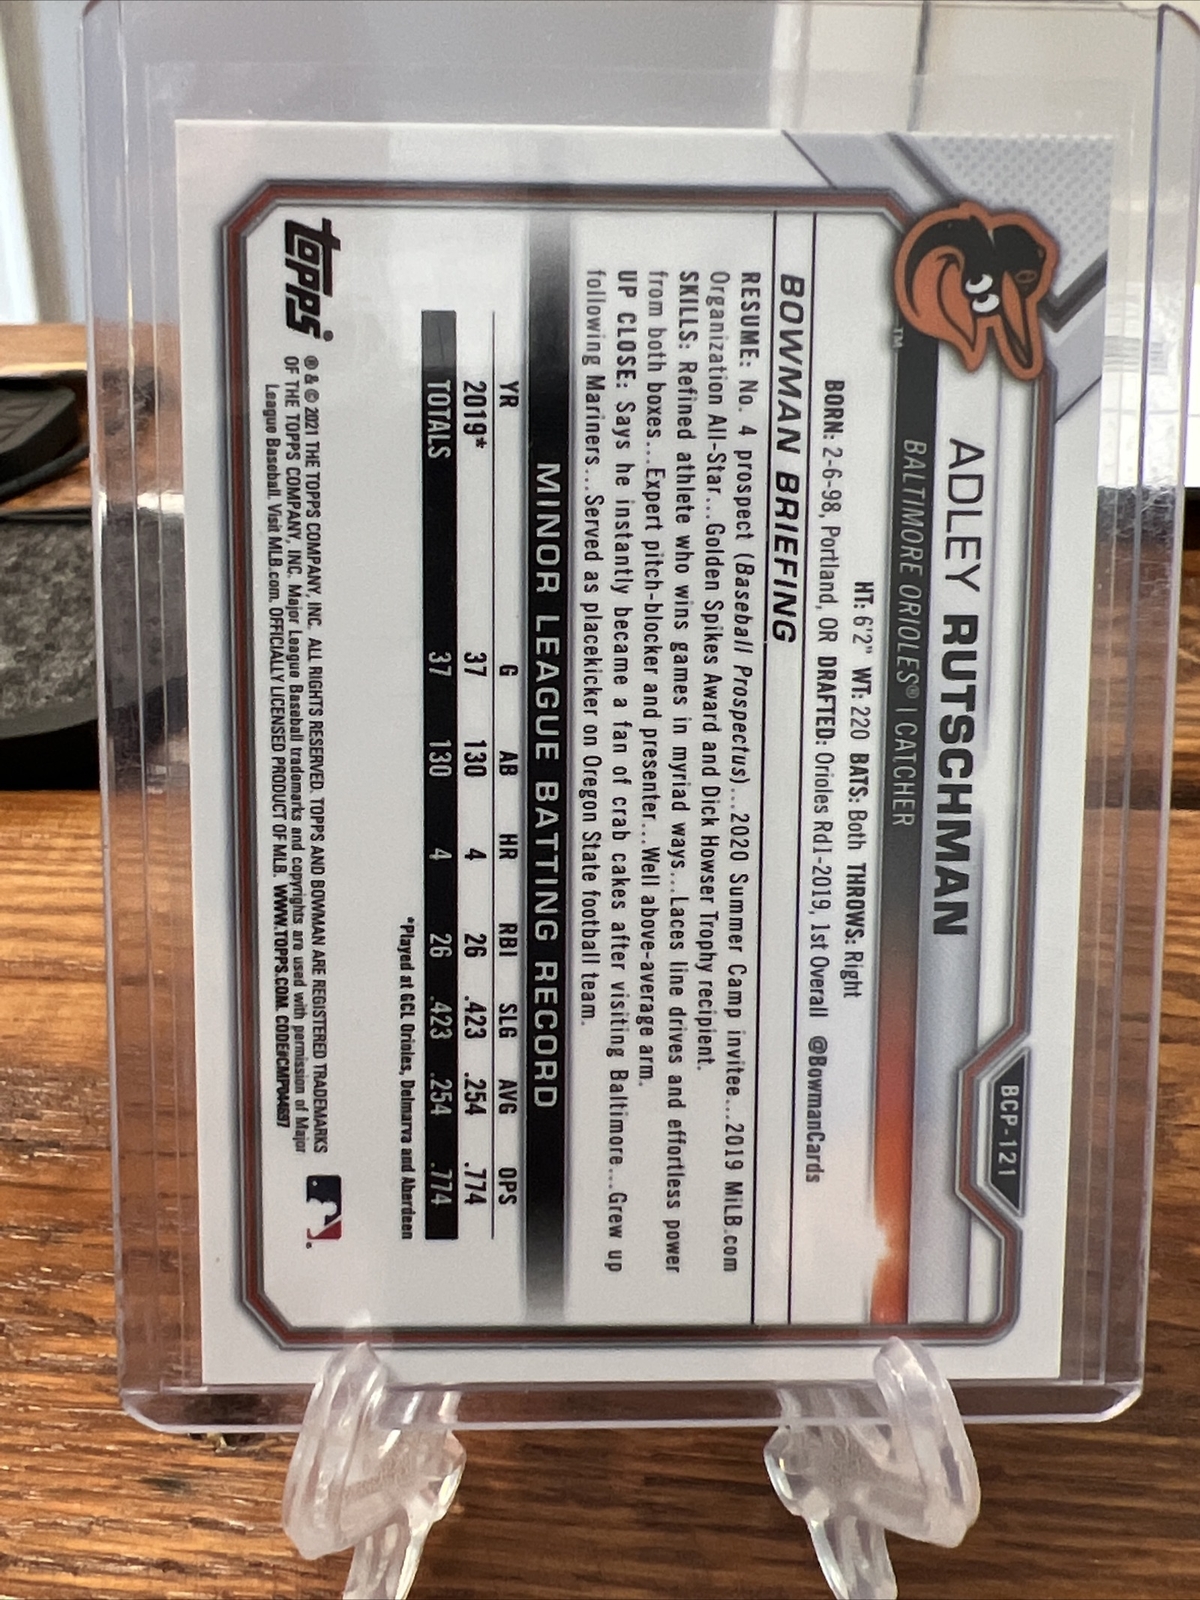 BCP-121
ADLEY RUTSCHMAN
BALTIMORE ORIOLES® | CATCHER
TM
HT: 6'2" WT: 220 BATS: Both THROWS: Right
BORN: 2-6-98, Portland, OR DRAFTED: Orioles Rd1-2019, 1st Overall @BowmanCards
BOWMAN BRIEFING
RESUME: No. 4 prospect (Baseball Prospectus)...2020 Summer Camp invitee...2019 MiLB.com
Organization All-Star...Golden Spikes Award and Dick Howser Trophy recipient.
SKILLS: Refined athlete who wins games in myriad ways...Laces line drives and effortless power
from both boxes...Expert pitch-blocker and presenter...Well above-average arm.
UP CLOSE: Says he instantly became a fan of crab cakes after visiting Baltimore...Grew up
following Mariners...Served as placekicker on Oregon State football team.
MINOR LEAGUE BATTING RECORD
YR G AB HR RBI SLG AVG OPS
2019* 37 130 4 26 .423 .254 .774
TOTALS 37 130 4 26 .423 .254 .774
*Played at GCL Orioles, Delmarva and Aberdeen
Topps®
® & © 2021 THE TOPPS COMPANY, INC. ALL RIGHTS RESERVED. TOPPS AND BOWMAN ARE REGISTERED TRADEMARKS
OF THE TOPPS COMPANY, INC. Major League Baseball trademarks and copyrights are used with permission of Major
League Baseball. Visit MLB.com. OFFICIALLY LICENSED PRODUCT OF MLB. WWW.TOPPS.COM. CODE#CMP044697